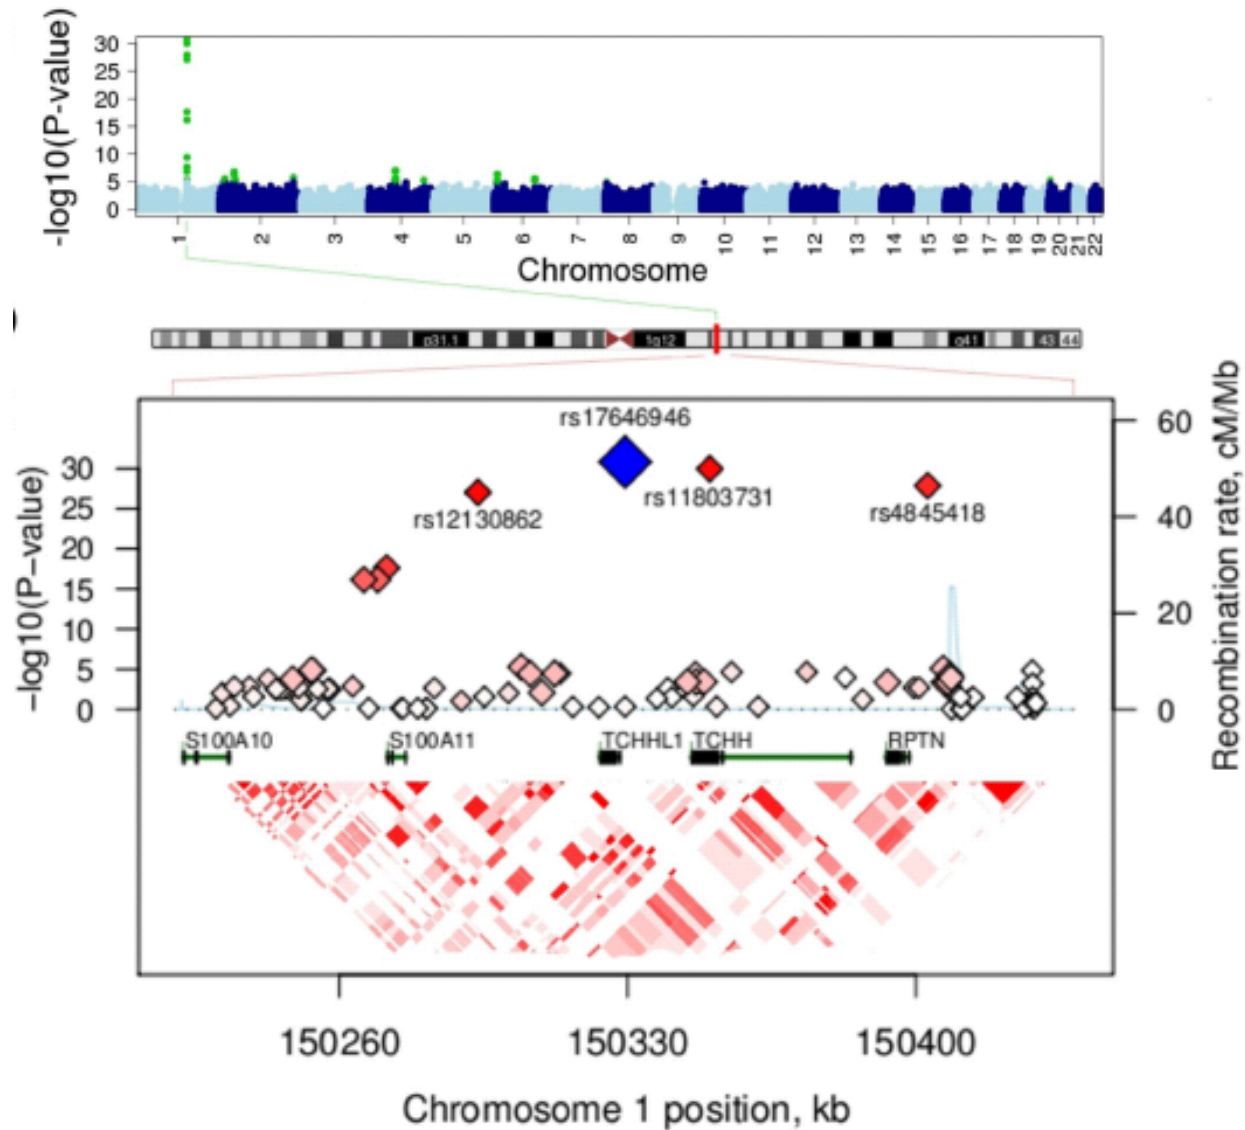 -log10(P-value)
30
25
20
15
10
5
0
1 2 3 4 5 6 7 8 9 10 11 12 13 14 15 16 17 18 19 20 21 22
Chromosome
p31.1 q12 q41 43 44
rs17646946
rs11803731
rs12130862
rs4845418
−log10(P−value)
30
25
20
15
10
5
0
60
40
20
0
Recombination rate, cM/Mb
S100A10 S100A11 TCHHL1 TCHH RPTN
150260 150330 150400
Chromosome 1 position, kb